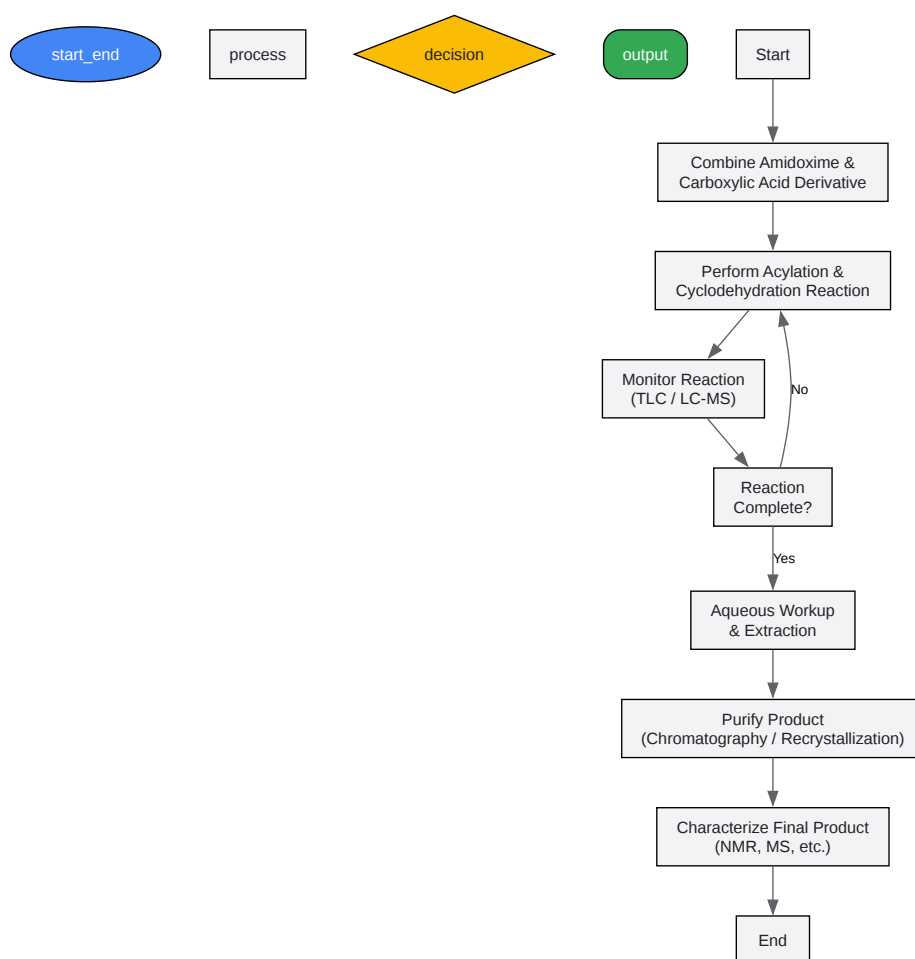 start_end
process
decision
output
Start
Combine Amidoxime &
Carboxylic Acid Derivative
Perform Acylation &
Cyclodehydration Reaction
Monitor Reaction
(TLC / LC-MS)
No
Reaction
Complete?
Yes
Aqueous Workup
& Extraction
Purify Product
(Chromatography / Recrystallization)
Characterize Final Product
(NMR, MS, etc.)
End